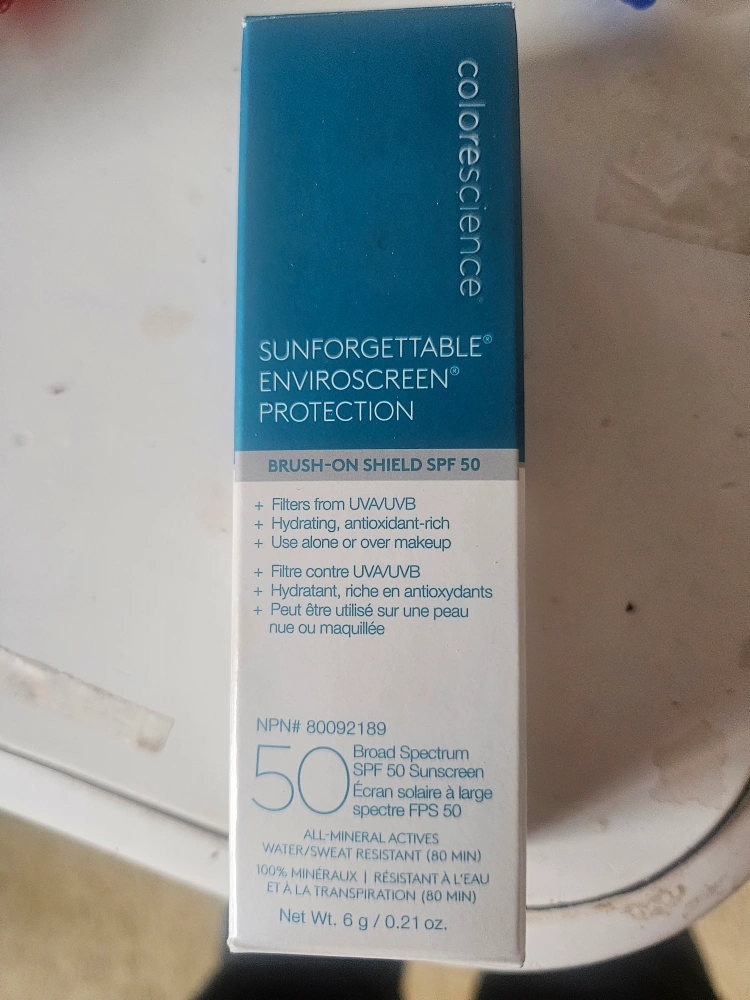 colorescience®
SUNFORGETTABLE®
ENVIROSCREEN®
PROTECTION
BRUSH-ON SHIELD SPF 50
+ Filters from UVA/UVB
+ Hydrating, antioxidant-rich
+ Use alone or over makeup
+ Filtre contre UVA/UVB
+ Hydratant, riche en antioxydants
+ Peut être utilisé sur une peau
nue ou maquillée
NPN# 80092189
50
Broad Spectrum
SPF 50 Sunscreen
Écran solaire à large
spectre FPS 50
ALL-MINERAL ACTIVES
WATER/SWEAT RESISTANT (80 MIN)
100% MINÉRAUX | RÉSISTANT À L'EAU
ET À LA TRANSPIRATION (80 MIN)
Net Wt. 6 g / 0.21 oz.